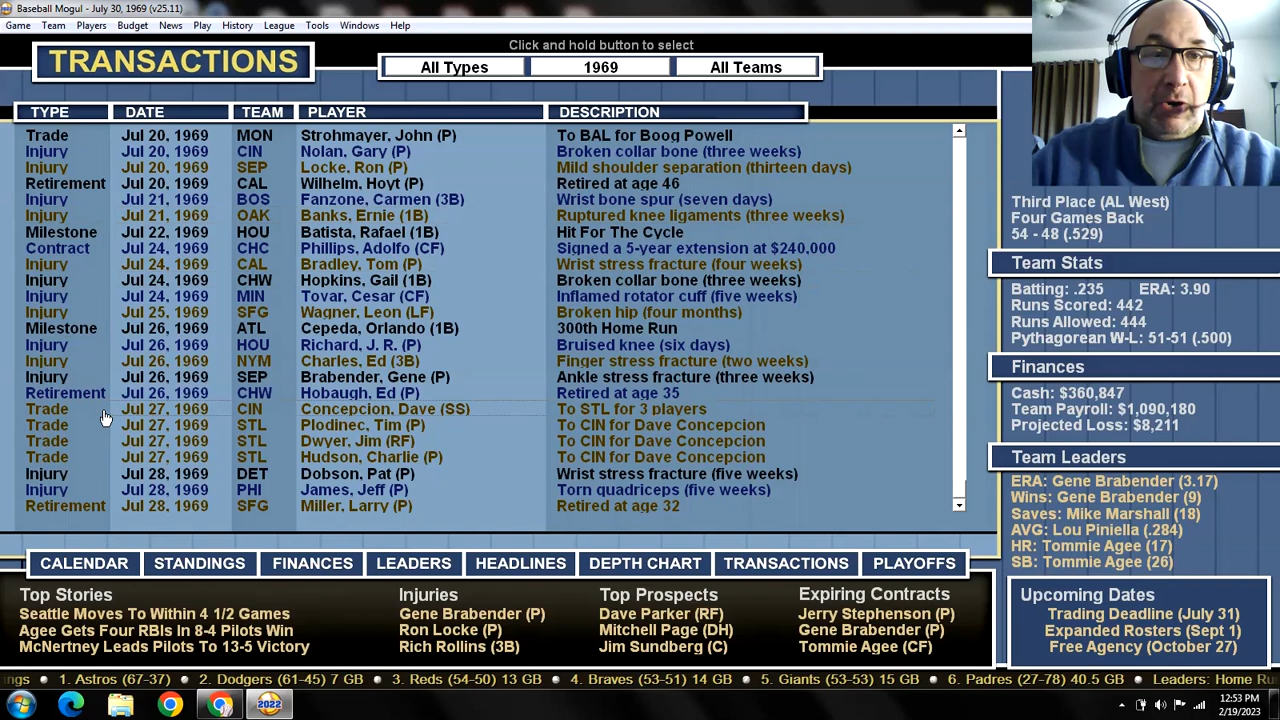 Baseball Mogul - July 30, 1969 (v25.11)
Game Team Players Budget News Play History League Tools Windows Help
TRANSACTIONS
Click and hold button to select
All Types 1969 All Teams
TYPE DATE TEAM PLAYER DESCRIPTION
Trade Jul 20, 1969 MON Strohmayer, John (P) To BAL for Boog Powell
Injury Jul 20, 1969 CIN Nolan, Gary (P) Broken collar bone (three weeks)
Injury Jul 20, 1969 SEP Locke, Ron (P) Mild shoulder separation (thirteen days)
Retirement Jul 20, 1969 CAL Wilhelm, Hoyt (P) Retired at age 46
Injury Jul 21, 1969 BOS Fanzone, Carmen (3B) Wrist bone spur (seven days)
Injury Jul 21, 1969 OAK Banks, Ernie (1B) Ruptured knee ligaments (three weeks)
Milestone Jul 22, 1969 HOU Batista, Rafael (1B) Hit For The Cycle
Contract Jul 24, 1969 CHC Phillips, Adolfo (CF) Signed a 5-year extension at $240,000
Injury Jul 24, 1969 CAL Bradley, Tom (P) Wrist stress fracture (four weeks)
Injury Jul 24, 1969 CHW Hopkins, Gail (1B) Broken collar bone (three weeks)
Injury Jul 24, 1969 MIN Tovar, Cesar (CF) Inflamed rotator cuff (five weeks)
Injury Jul 25, 1969 SFG Wagner, Leon (LF) Broken hip (four months)
Milestone Jul 26, 1969 ATL Cepeda, Orlando (1B) 300th Home Run
Injury Jul 26, 1969 HOU Richard, J. R. (P) Bruised knee (six days)
Injury Jul 26, 1969 NYM Charles, Ed (3B) Finger stress fracture (two weeks)
Injury Jul 26, 1969 SEP Brabender, Gene (P) Ankle stress fracture (three weeks)
Retirement Jul 26, 1969 CHW Hobaugh, Ed (P) Retired at age 35
Trade Jul 27, 1969 CIN Concepcion, Dave (SS) To STL for 3 players
Trade Jul 27, 1969 STL Plodinec, Tim (P) To CIN for Dave Concepcion
Trade Jul 27, 1969 STL Dwyer, Jim (RF) To CIN for Dave Concepcion
Trade Jul 27, 1969 STL Hudson, Charlie (P) To CIN for Dave Concepcion
Injury Jul 28, 1969 DET Dobson, Pat (P) Wrist stress fracture (five weeks)
Injury Jul 28, 1969 PHI James, Jeff (P) Torn quadriceps (five weeks)
Retirement Jul 28, 1969 SFG Miller, Larry (P) Retired at age 32
Third Place (AL West)
Four Games Back
54 - 48 (.529)
Team Stats
Batting: .235 ERA: 3.90
Runs Scored: 442
Runs Allowed: 444
Pythagorean W-L: 51-51 (.500)
Finances
Cash: $360,847
Team Payroll: $1,090,180
Projected Loss: $8,211
Team Leaders
ERA: Gene Brabender (3.17)
Wins: Gene Brabender (9)
Saves: Mike Marshall (18)
AVG: Lou Piniella (.284)
HR: Tommie Agee (17)
SB: Tommie Agee (26)
CALENDAR STANDINGS FINANCES LEADERS HEADLINES DEPTH CHART TRANSACTIONS PLAYOFFS
Top Stories
Seattle Moves To Within 4 1/2 Games
Agee Gets Four RBIs In 8-4 Pilots Win
McNertney Leads Pilots To 13-5 Victory
Injuries
Gene Brabender (P)
Ron Locke (P)
Rich Rollins (3B)
Top Prospects
Dave Parker (RF)
Mitchell Page (DH)
Jim Sundberg (C)
Expiring Contracts
Jerry Stephenson (P)
Gene Brabender (P)
Tommie Agee (CF)
Upcoming Dates
Trading Deadline (July 31)
Expanded Rosters (Sept 1)
Free Agency (October 27)
ings • 1. Astros (67-37) • 2. Dodgers (61-45) 7 GB • 3. Reds (54-50) 13 GB • 4. Braves (53-51) 14 GB • 5. Giants (53-53) 15 GB • 6. Padres (27-78) 40.5 GB • Leaders: Home Ru
2022
12:53 PM
2/19/2023